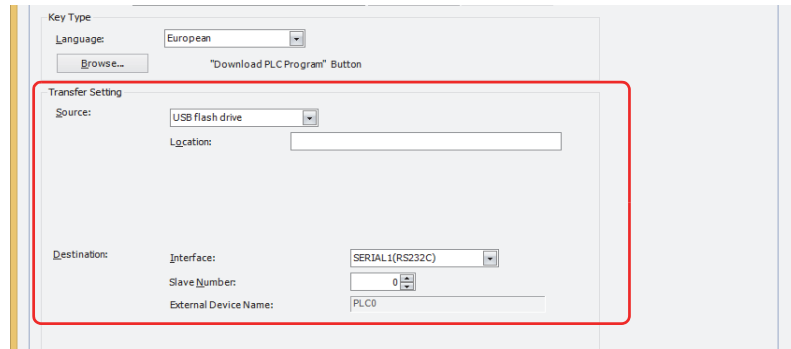 Key Type
Language: European
Browse... "Download PLC Program" Button
Transfer Setting
Source: USB flash drive
Location:
Destination: Interface: SERIAL1(RS232C)
Slave Number: 0
External Device Name: PLC0